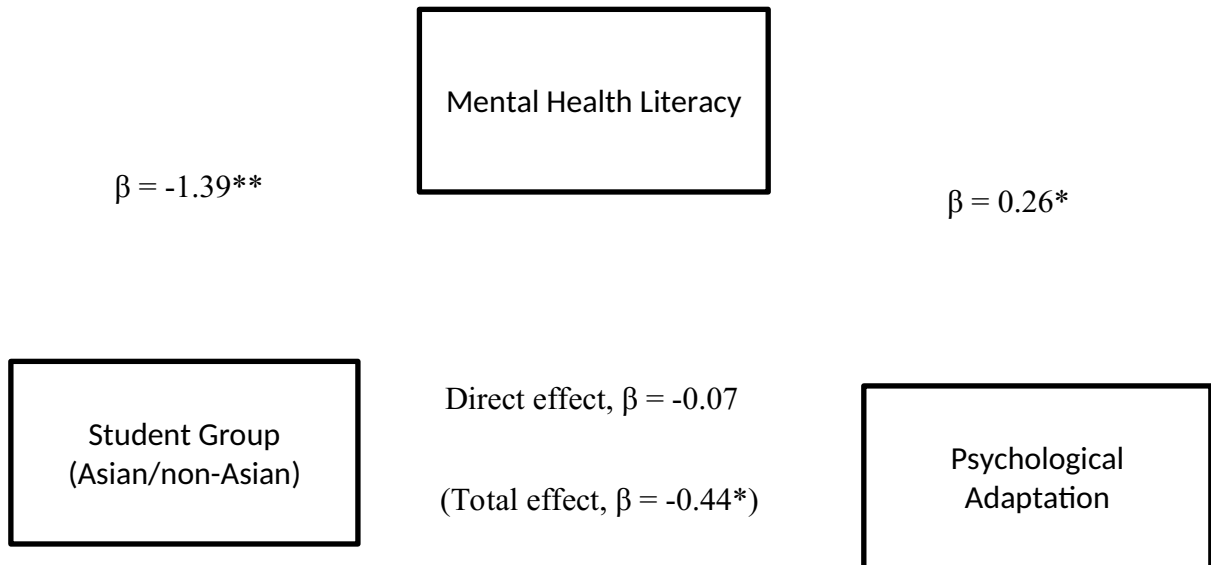 Mental Health Literacy
β = -1.39**
β = 0.26*
Direct effect, β = -0.07
Student Group
(Asian/non-Asian)
(Total effect, β = -0.44*)
Psychological
Adaptation